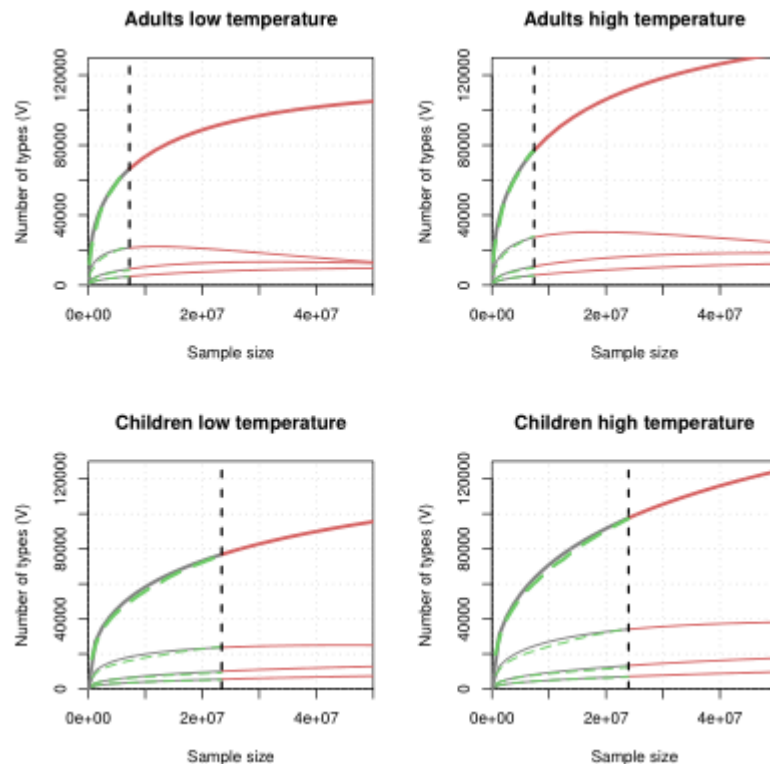 Adults low temperature
Number of types (V)
120000
80000
40000
0
0e+00 2e+07 4e+07
Sample size
Adults high temperature
Number of types (V)
120000
80000
40000
0
0e+00 2e+07 4e+07
Sample size
Children low temperature
Number of types (V)
120000
80000
40000
0
0e+00 2e+07 4e+07
Sample size
Children high temperature
Number of types (V)
120000
80000
40000
0
0e+00 2e+07 4e+07
Sample size